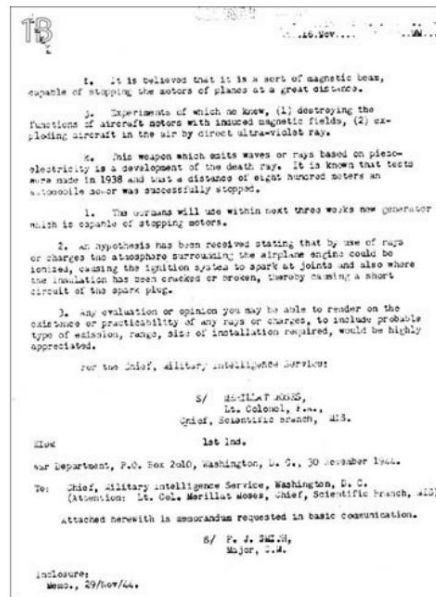 TB
16 Nov
i. It is believed that it is a sort of magnetic beam,
capable of stopping the motors of planes at a great distance.
j. Experiments of which we know, (1) destroying the
functions of aircraft motors with induced magnetic fields, (2) ex-
ploding aircraft in the air by direct ultra-violet ray.
k. This weapon which emits waves or rays based on piezo-
electricity is a development of the death ray. It is known that tests
were made in 1938 and that a distance of eight hundred meters an
automobile motor was successfully stopped.
l. The Germans will use within next three weeks new generator
which is capable of stopping motors.
2. An hypothesis has been received stating that by use of rays
or charges the atmosphere surrounding the airplane engine could be
ionized, causing the ignition system to spark at joints and also where
the insulation has been cracked or broken, thereby causing a short
circuit of the spark plug.
3. Any evaluation or opinion you may be able to render on the
existence or practicability of any rays or charges, to include probable
type of emission, range, size of installation required, would be highly
appreciated.
For the Chief, Military Intelligence Service:
S/ MERILLAT MOSES,
Lt. Colonel,
Chief, Scientific Branch, MIS.
1st Ind.
War Department, P.O. Box 2610, Washington, D. C., 30 November 1944.
To: Chief, Military Intelligence Service, Washington, D. C.
(Attention: Lt. Col. Merillat Moses, Chief, Scientific Branch, MIS)
Attached herewith is memorandum requested in basic communication.
S/ F. J. SMITH,
Major,
Inclosure:
Memo., 29/Nov/44.